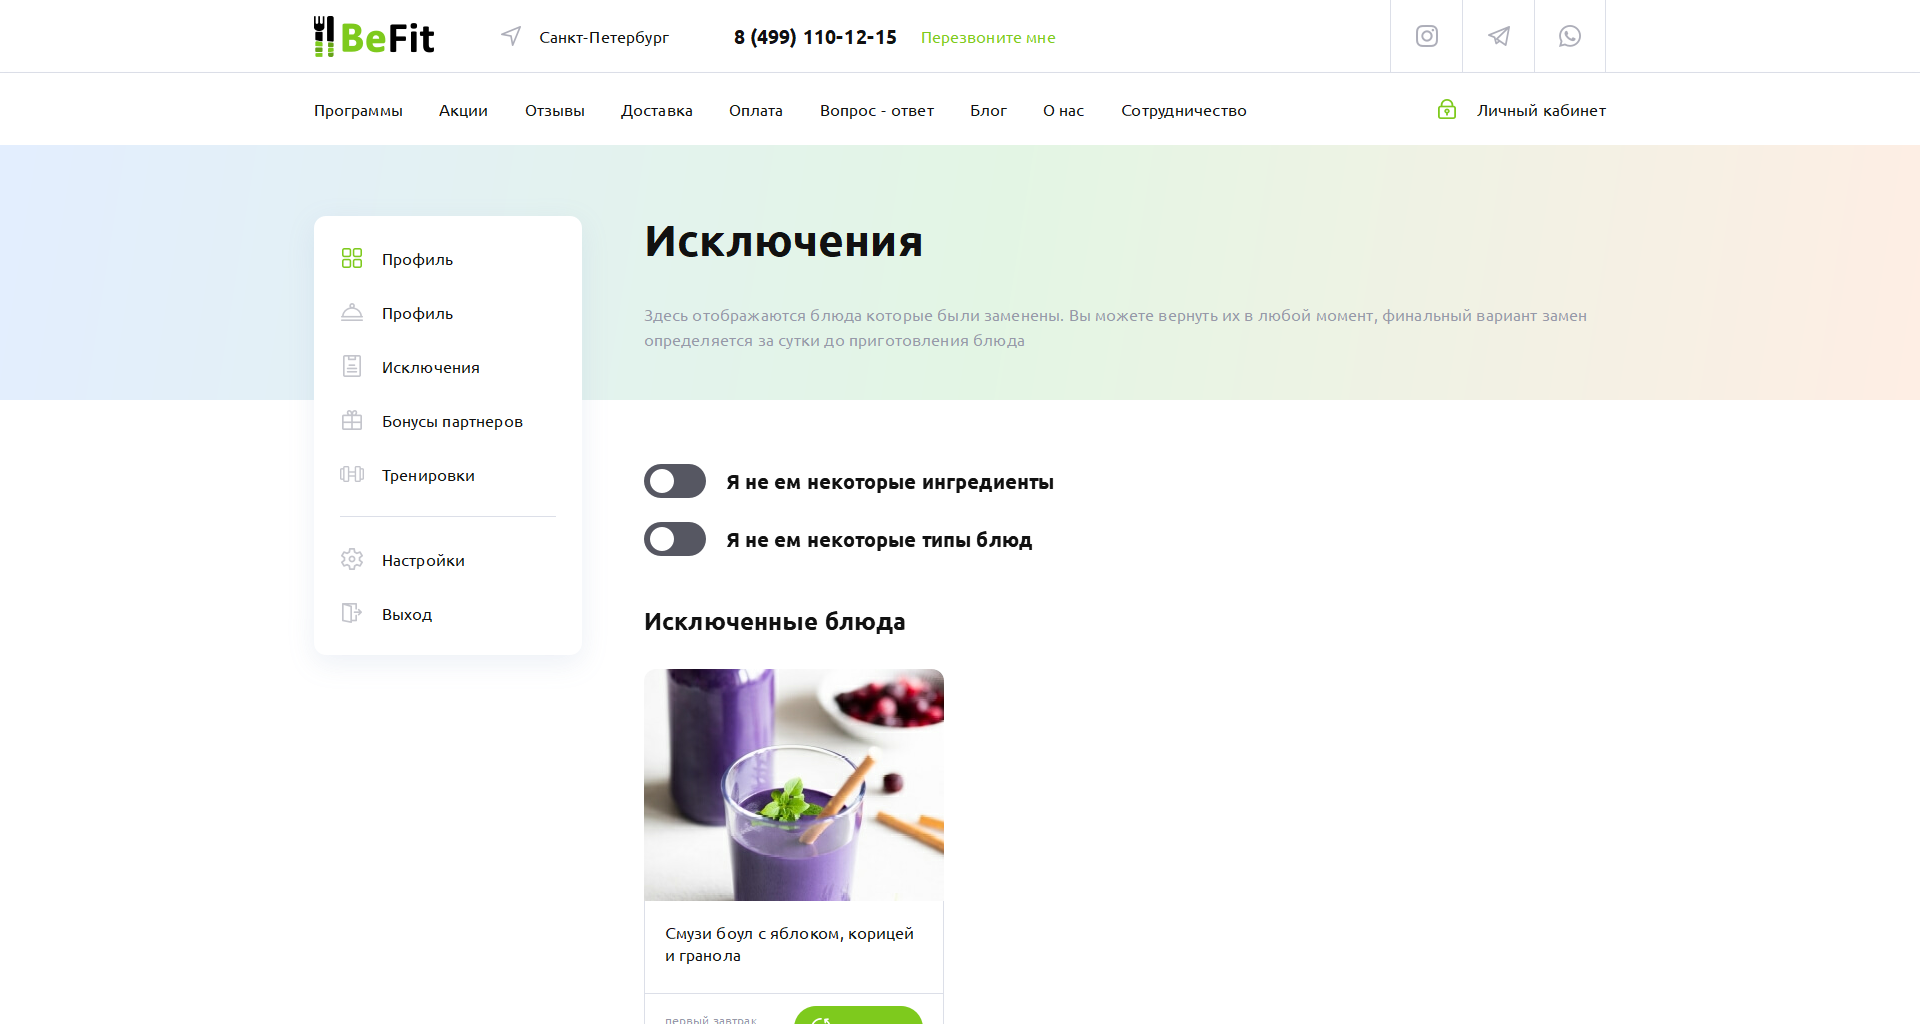 BeFit
Санкт-Петербург
8 (499) 110-12-15
Перезвоните мне
Программы
Акции
Отзывы
Доставка
Оплата
Вопрос - ответ
Блог
О нас
Сотрудничество
Личный кабинет
Профиль
Профиль
Исключения
Бонусы партнеров
Тренировки
Настройки
Выход
Исключения
Здесь отображаются блюда которые были заменены. Вы можете вернуть их в любой момент, финальный вариант замен
определяется за сутки до приготовления блюда
Я не ем некоторые ингредиенты
Я не ем некоторые типы блюд
Исключенные блюда
Смузи боул с яблоком, корицей
и гранола
первый завтрак